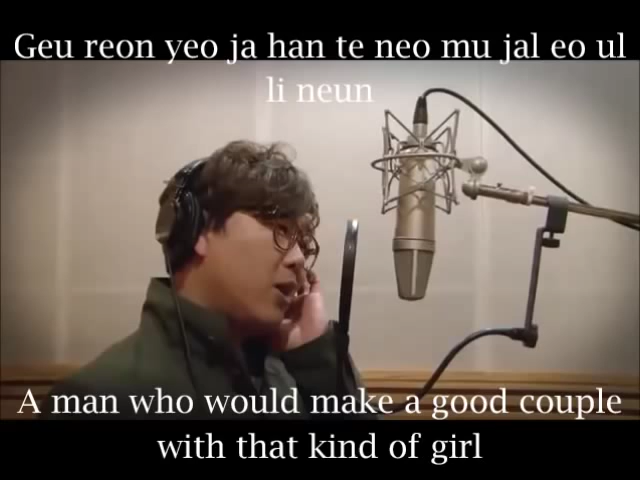 Geu reon yeo ja han te neo mu jal eo ul
li neun
A man who would make a good couple
with that kind of girl